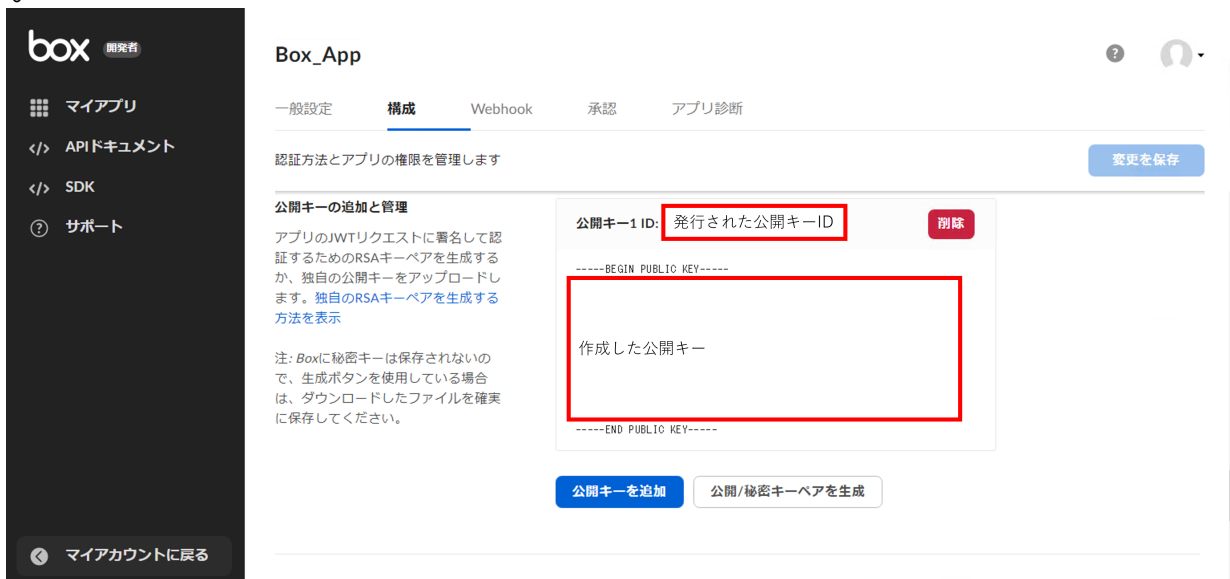 box 開発者
マイアプリ
</> APIドキュメント
</> SDK
? サポート
マイアカウントに戻る
Box_App
?
一般設定 構成 Webhook 承認 アプリ診断
認証方法とアプリの権限を管理します
変更を保存
公開キーの追加と管理
アプリのJWTリクエストに署名して認
証するためのRSAキーペアを生成する
か、独自の公開キーをアップロードし
ます。独自のRSAキーペアを生成する
方法を表示
注: Boxに秘密キーは保存されないの
で、生成ボタンを使用している場合
は、ダウンロードしたファイルを確実
に保存してください。
公開キー1 ID: 発行された公開キーID
削除
-----BEGIN PUBLIC KEY-----
作成した公開キー
-----END PUBLIC KEY-----
公開キーを追加
公開/秘密キーペアを生成